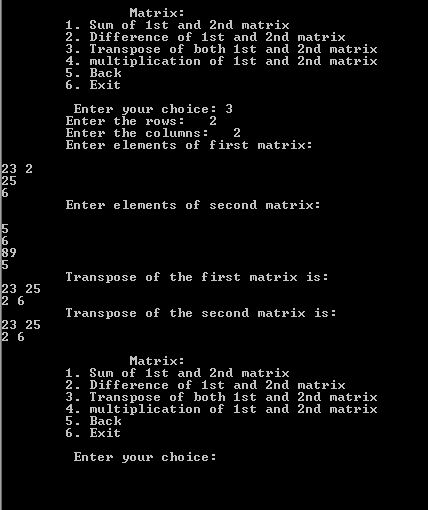 Matrix:
1. Sum of 1st and 2nd matrix
2. Difference of 1st and 2nd matrix
3. Transpose of both 1st and 2nd matrix
4. multiplication of 1st and 2nd matrix
5. Back
6. Exit
Enter your choice: 3
Enter the rows: 2
Enter the columns: 2
Enter elements of first matrix:
23 2
25
6
Enter elements of second matrix:
5
6
89
5
Transpose of the first matrix is:
23 25
2 6
Transpose of the second matrix is:
23 25
2 6
Matrix:
1. Sum of 1st and 2nd matrix
2. Difference of 1st and 2nd matrix
3. Transpose of both 1st and 2nd matrix
4. multiplication of 1st and 2nd matrix
5. Back
6. Exit
Enter your choice: